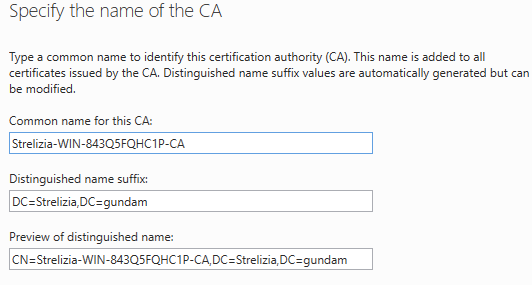 Specify the name of the CA
Type a common name to identify this certification authority (CA). This name is added to all
certificates issued by the CA. Distinguished name suffix values are automatically generated but can
be modified.
Common name for this CA:
Strelizia-WIN-843Q5FQHC1P-CA
Distinguished name suffix:
DC=Strelizia,DC=gundam
Preview of distinguished name:
CN=Strelizia-WIN-843Q5FQHC1P-CA,DC=Strelizia,DC=gundam